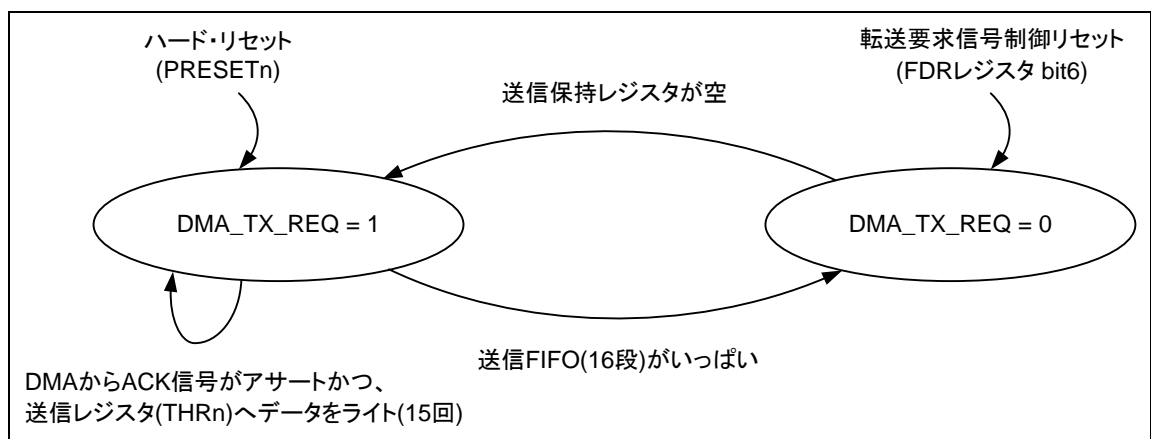 ハード・リセット
(PRESETn)
転送要求信号制御リセット
(FDRレジスタ bit6)
送信保持レジスタが空
DMA_TX_REQ = 1
DMA_TX_REQ = 0
送信FIFO(16段)がいっぱい
DMAからACK信号がアサートかつ、
送信レジスタ(THRn)へデータをライト(15回)